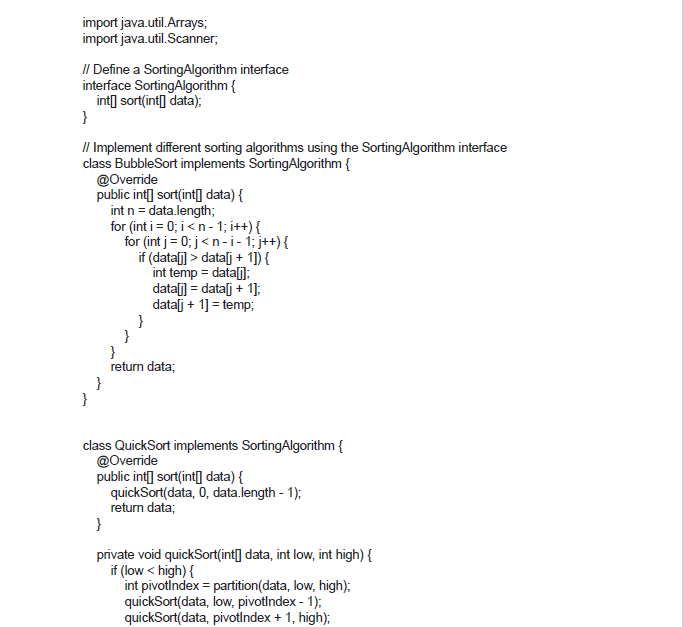 import java.util.Arrays;
import java.util.Scanner;
// Define a SortingAlgorithm interface
interface SortingAlgorithm {
int[] sort(int[] data);
}
// Implement different sorting algorithms using the SortingAlgorithm interface
class BubbleSort implements SortingAlgorithm {
@Override
public int[] sort(int[] data) {
int n = data.length;
for (int i = 0; i < n - 1; i++) {
for (int j = 0; j < n - i - 1; j++) {
if (data[j] > data[j + 1]) {
int temp = data[j];
data[j] = data[j + 1];
data[j + 1] = temp;
}
}
}
return data;
}
}
class QuickSort implements SortingAlgorithm {
@Override
public int[] sort(int[] data) {
quickSort(data, 0, data.length - 1);
return data;
}
private void quickSort(int[] data, int low, int high) {
if (low < high) {
int pivotIndex = partition(data, low, high);
quickSort(data, low, pivotIndex - 1);
quickSort(data, pivotIndex + 1, high);